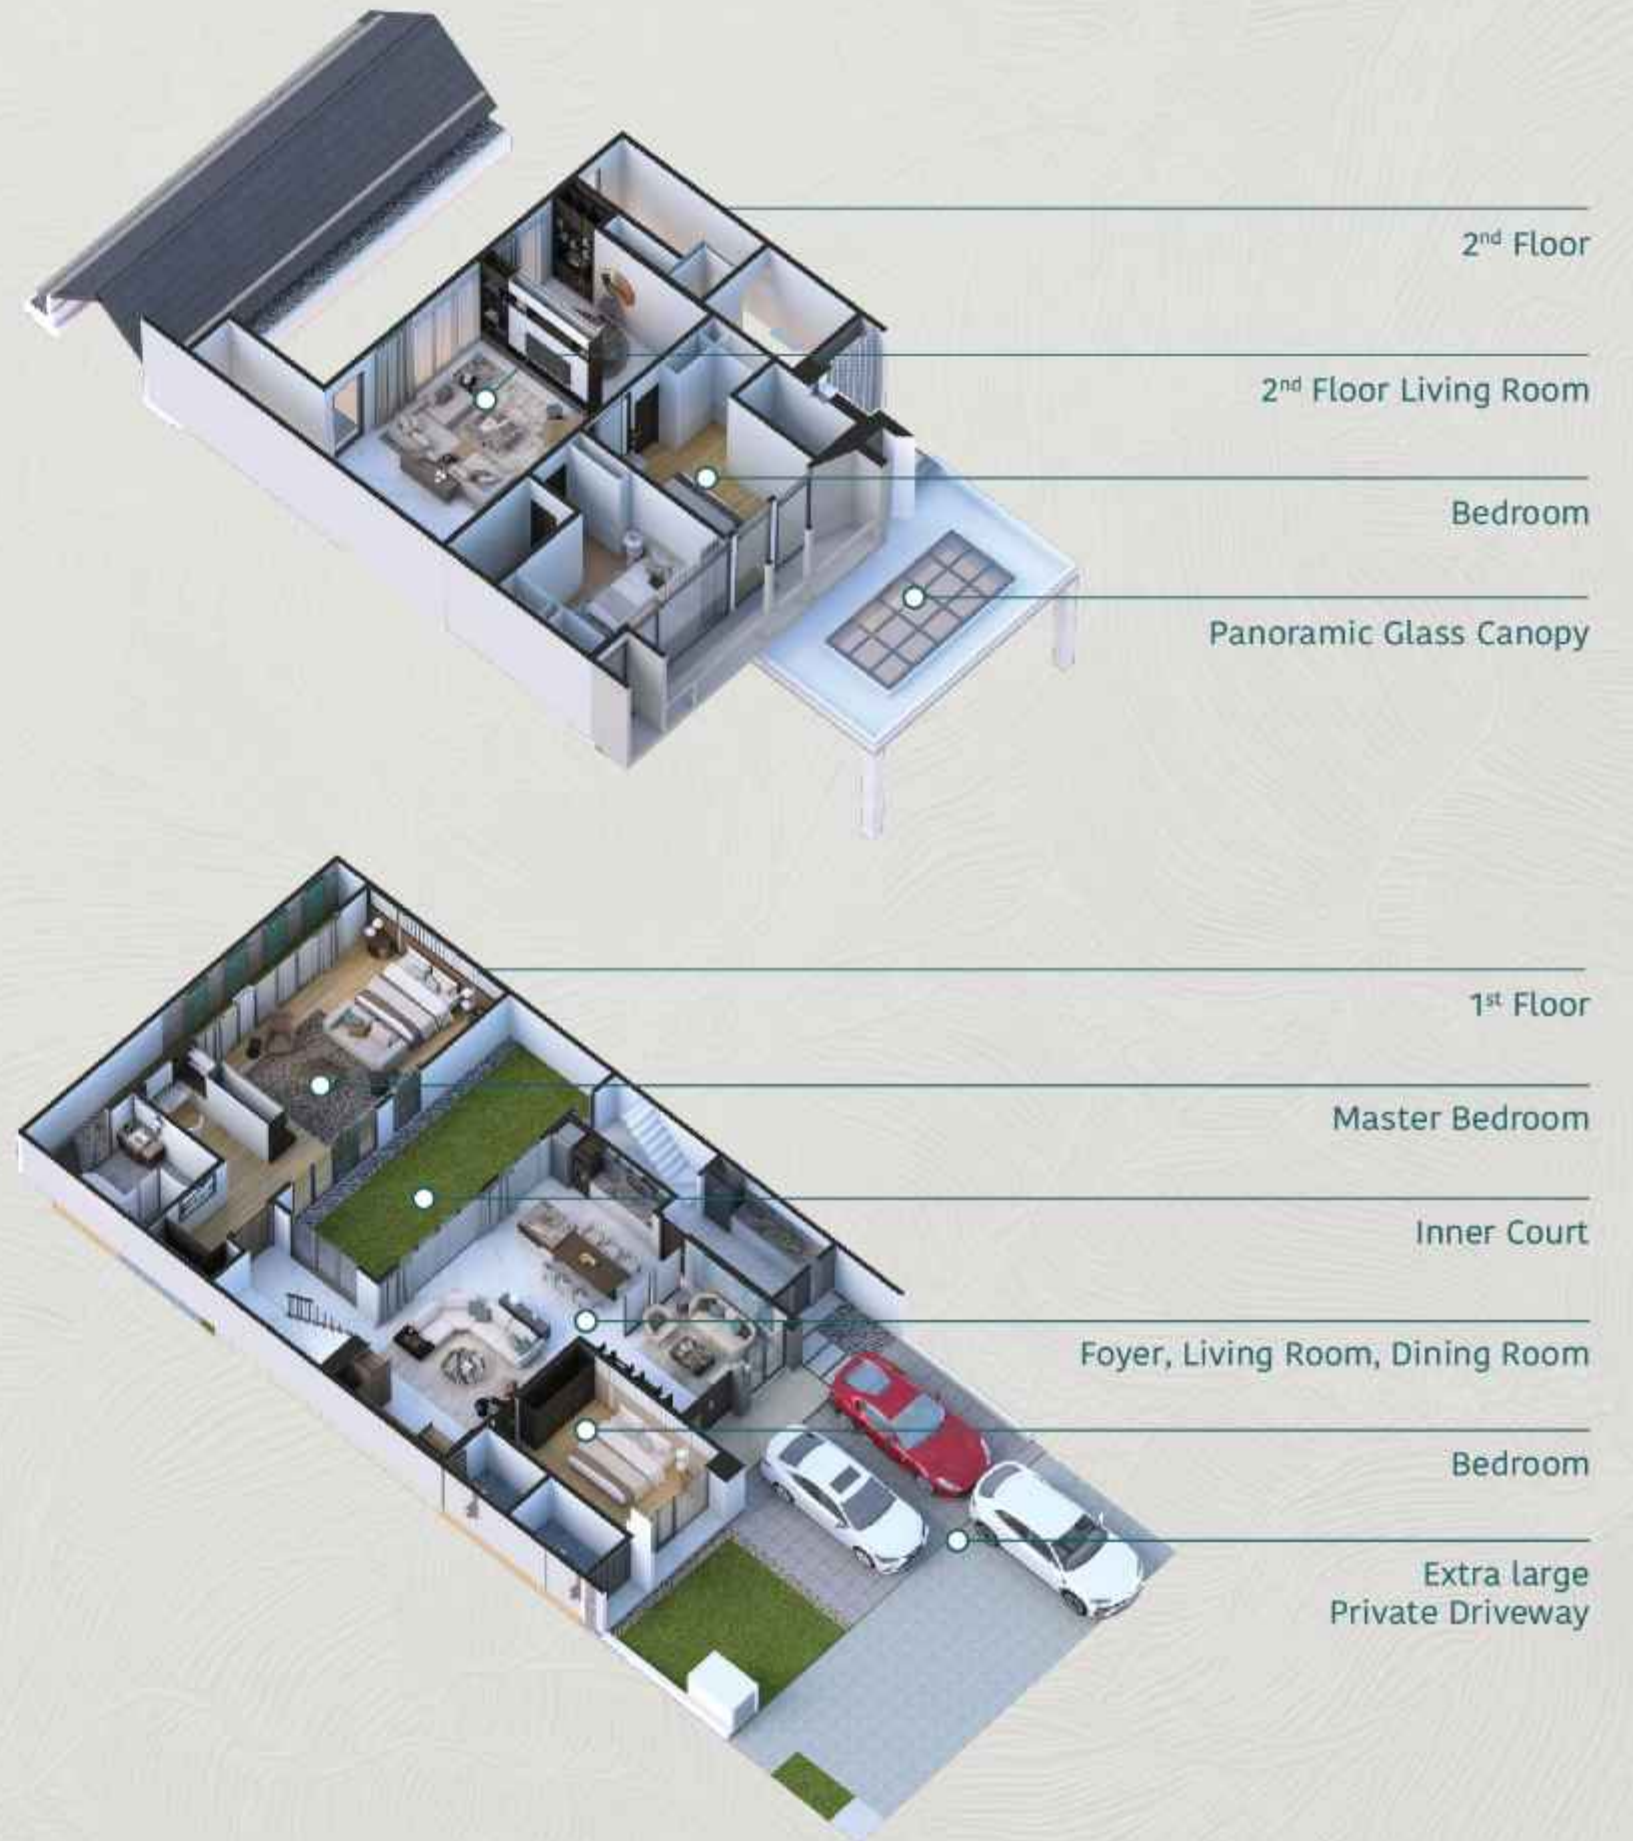 2nd Floor
2nd Floor Living Room
Bedroom
Panoramic Glass Canopy
1st Floor
Master Bedroom
Inner Court
Foyer, Living Room, Dining Room
Bedroom
Extra large
Private Driveway